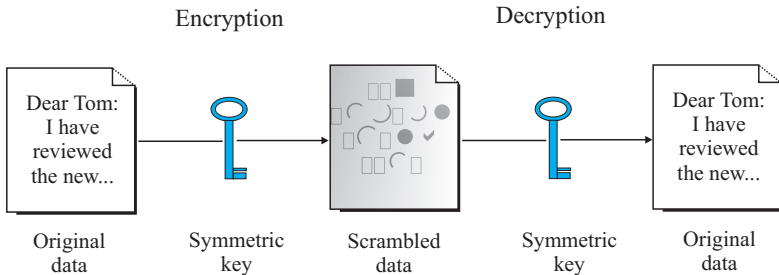 Encryption
Decryption
Dear Tom:
I have
reviewed
the new...
Dear Tom:
I have
reviewed
the new...
Original
data
Symmetric
key
Scrambled
data
Symmetric
key
Original
data